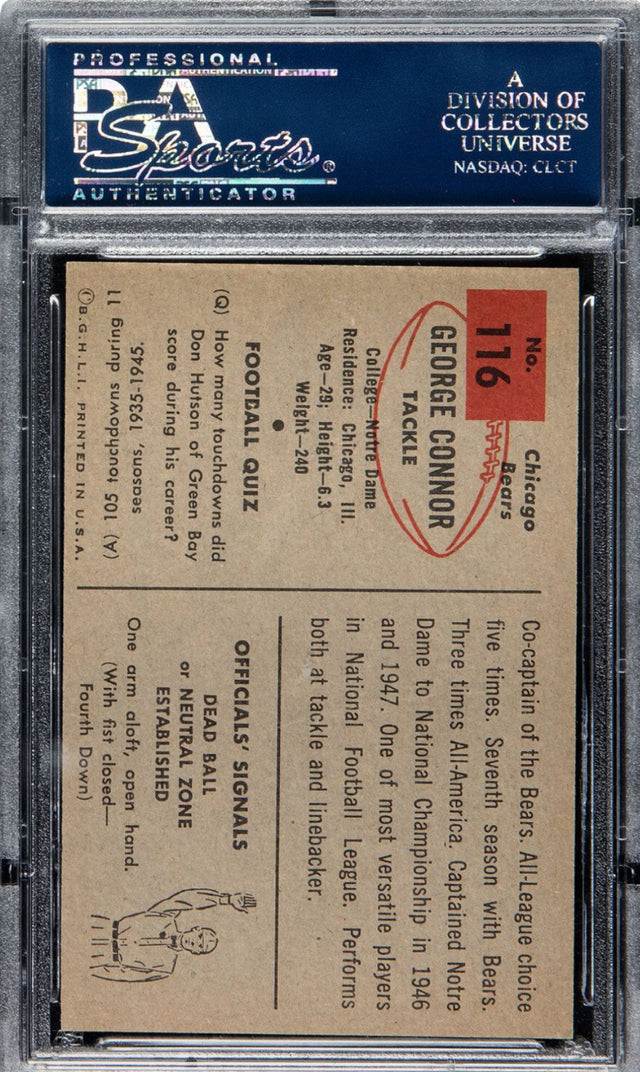 PROFESSIONAL
PSA
Sports®
AUTHENTICATOR
A
DIVISION OF
COLLECTORS
UNIVERSE
NASDAQ: CLCT
No.
116
Chicago
Bears
GEORGE CONNOR
TACKLE
College—Notre Dame
Residence: Chicago, Ill.
Age—29; Height—6.3
Weight—240
FOOTBALL QUIZ
(Q) How many touchdowns did
Don Hutson of Green Bay
score during his career?
(A) 105 touchdowns during 11
seasons, 1935-1945.
©B.G.H.L.I. PRINTED IN U.S.A.
Co-captain of the Bears. All-League choice
five times. Seventh season with Bears.
Three times All-America. Captained Notre
Dame to National Championship in 1946
and 1947. One of most versatile players
in National Football League. Performs
both at tackle and linebacker.
OFFICIALS' SIGNALS
DEAD BALL
or NEUTRAL ZONE
ESTABLISHED
One arm aloft, open hand.
(With fist closed—
Fourth Down)